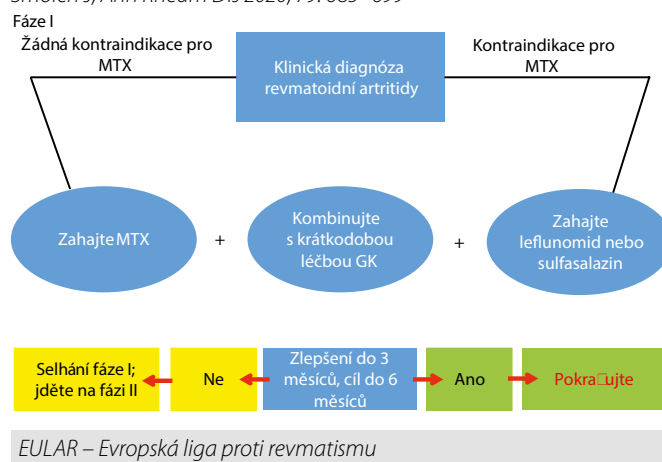 Fáze I
Žádná kontraindikace pro
MTX
Klinická diagnóza
revmatoidní artritidy
Kontraindikace pro
MTX
Zahajte MTX
+
Kombinujte
s krátkodobou
léčbou GK
+
Zahajte
leflunomid nebo
sulfasalazin
Selhání fáze I;
jděte na fázi II
Ne
Zlepšení do 3
měsíců, cíl do 6
měsíců
Ano
Pokra□ujte
EULAR – Evropská liga proti revmatismu